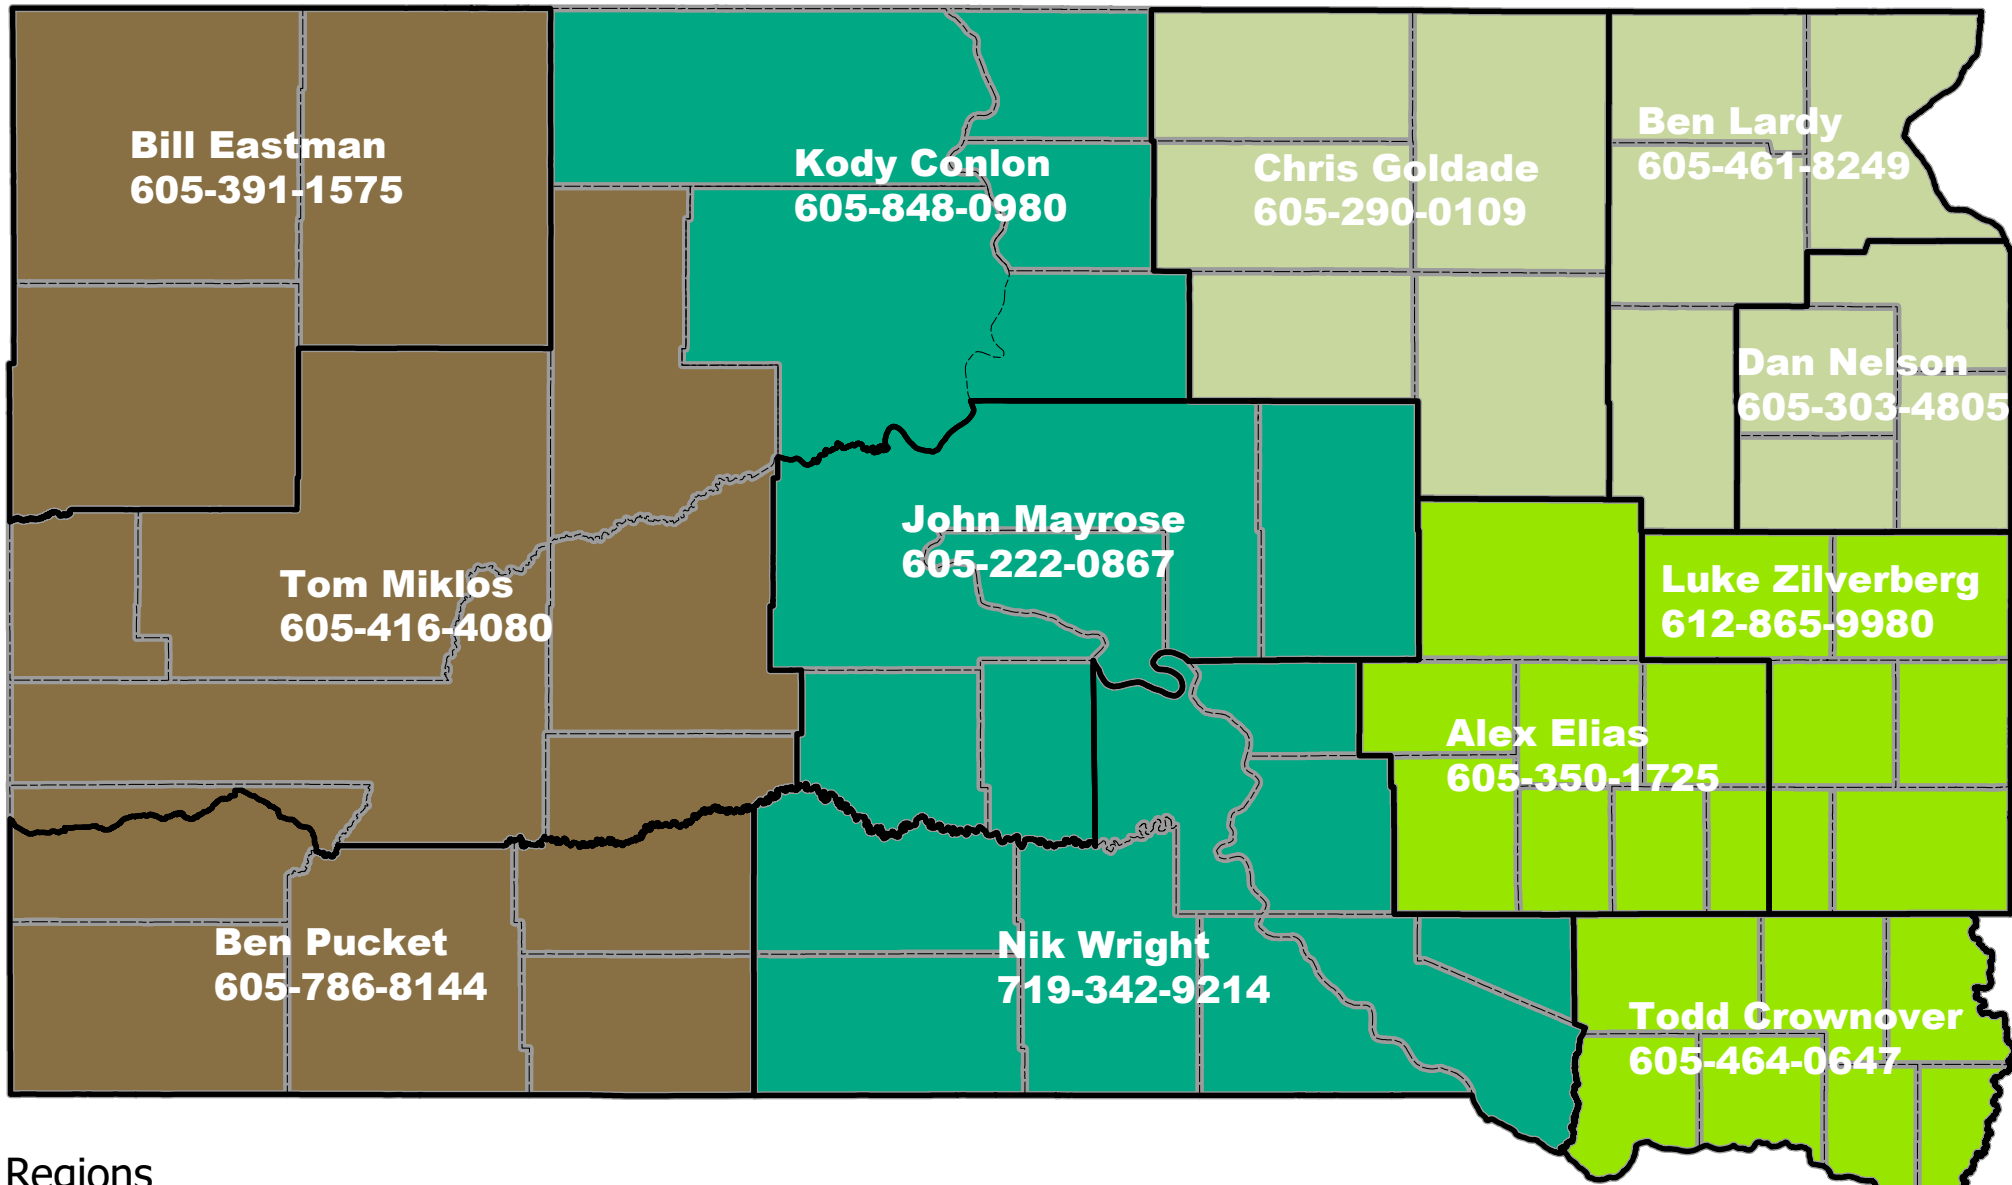 Bill Eastman
605-391-1575
Kody Conlon
605-848-0980
Chris Goldade
605-290-0109
Ben Lardy
605-461-8249
Dan Nelson
605-303-4805
John Mayrose
605-222-0867
Tom Miklos
605-416-4080
Luke Zilverberg
612-865-9980
Alex Elias
605-350-1725
Ben Pucket
605-786-8144
Nik Wright
719-342-9214
Todd Crownover
605-464-0647
Regions